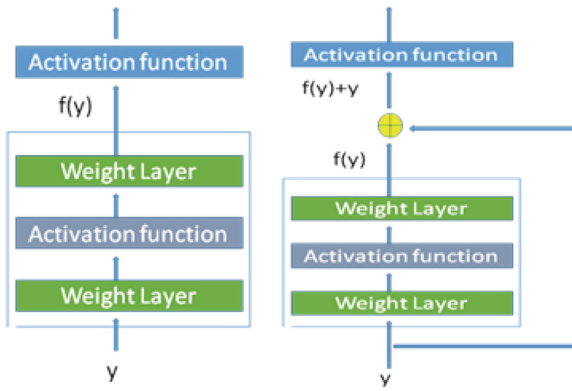 Activation function
f(y)
Weight Layer
Activation function
Weight Layer
y
Activation function
f(y)+y
f(y)
Weight Layer
Activation function
Weight Layer
y